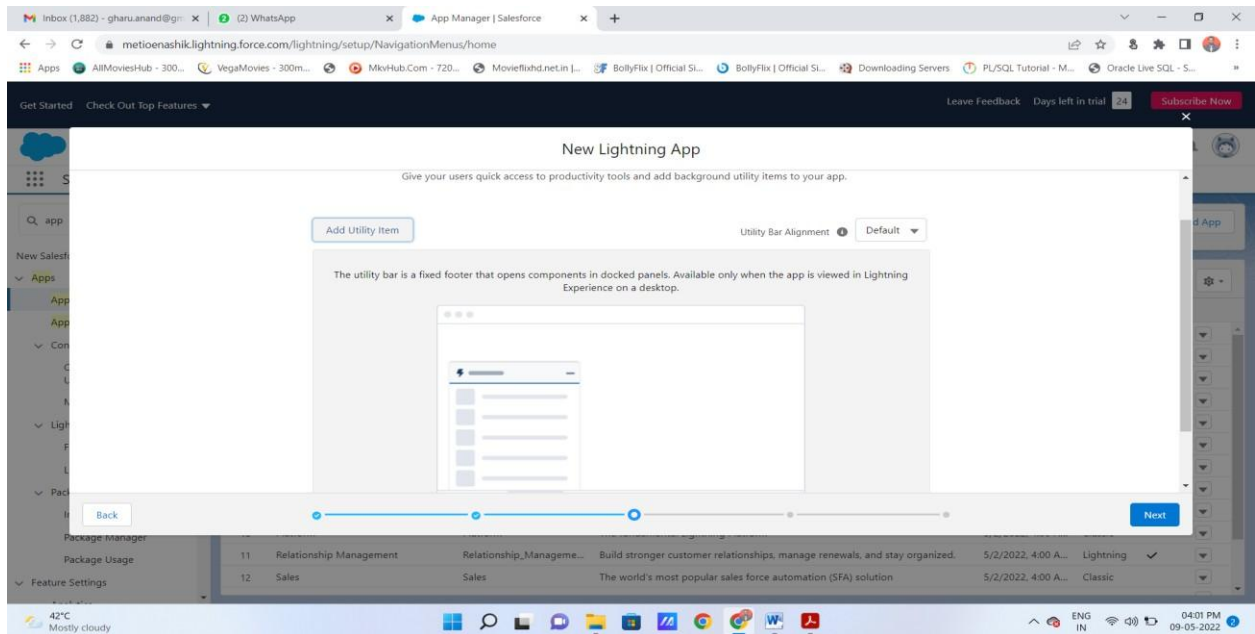 Inbox (1,882) - gharu.anand@gm
(2) WhatsApp
App Manager | Salesforce
metioenashik.lightning.force.com/lightning/setup/NavigationMenus/home
Apps AllMoviesHub - 300... VegaMovies - 300m... MkvHub.Com - 720... Movieflixhd.net.in |... BollyFlix | Official Si... BollyFlix | Official Si... Downloading Servers PL/SQL Tutorial - M... Oracle Live SQL - S...
Get Started Check Out Top Features Leave Feedback Days left in trial 24 Subscribe Now
New Lightning App
Give your users quick access to productivity tools and add background utility items to your app.
app
Add Utility Item Utility Bar Alignment Default
d App
New Salesf
The utility bar is a fixed footer that opens components in docked panels. Available only when the app is viewed in Lightning
Experience on a desktop.
Apps
App
App
Con
Ligh
Pack
Back Next
Package Manager
Package Usage
11 Relationship Management Relationship_Manageme... Build stronger customer relationships, manage renewals, and stay organized. 5/2/2022, 4:00 A... Lightning
12 Sales Sales The world's most popular sales force automation (SFA) solution 5/2/2022, 4:00 A... Classic
Feature Settings
42°C
Mostly cloudy
ENG
IN
04:01 PM
09-05-2022
2